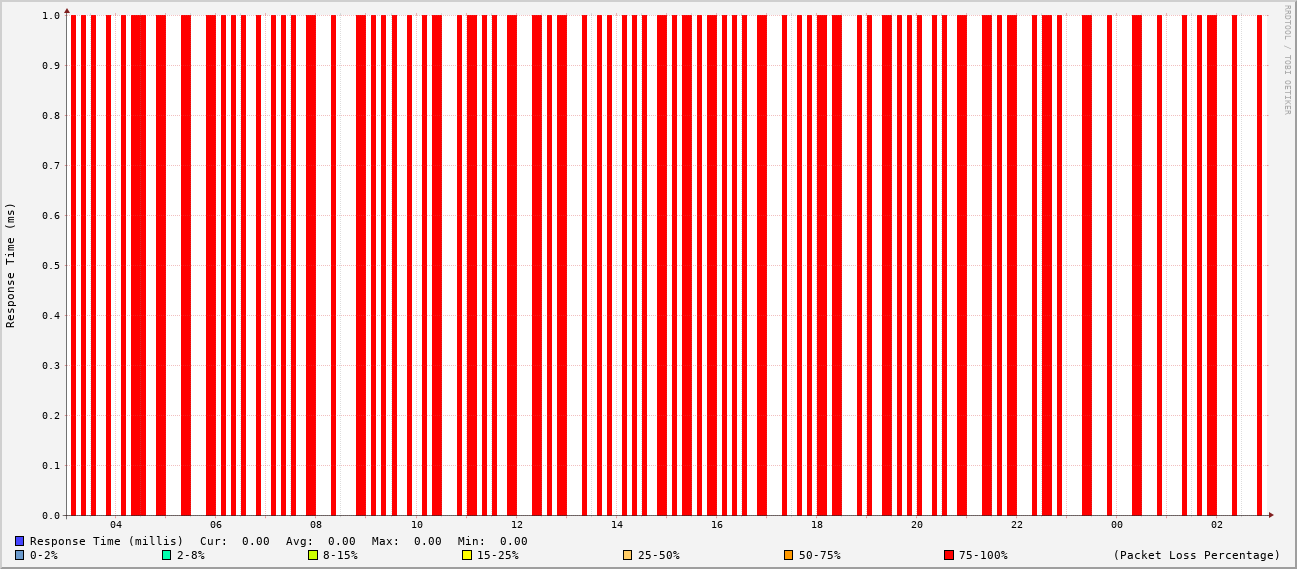 RRDTOOL / TOBI OETIKER
Response Time (ms)
1.0
0.9
0.8
0.7
0.6
0.5
0.4
0.3
0.2
0.1
0.0
04 06 08 10 12 14 16 18 20 22 00 02
Response Time (millis) Cur: 0.00 Avg: 0.00 Max: 0.00 Min: 0.00
0-2% 2-8% 8-15% 15-25% 25-50% 50-75% 75-100% (Packet Loss Percentage)